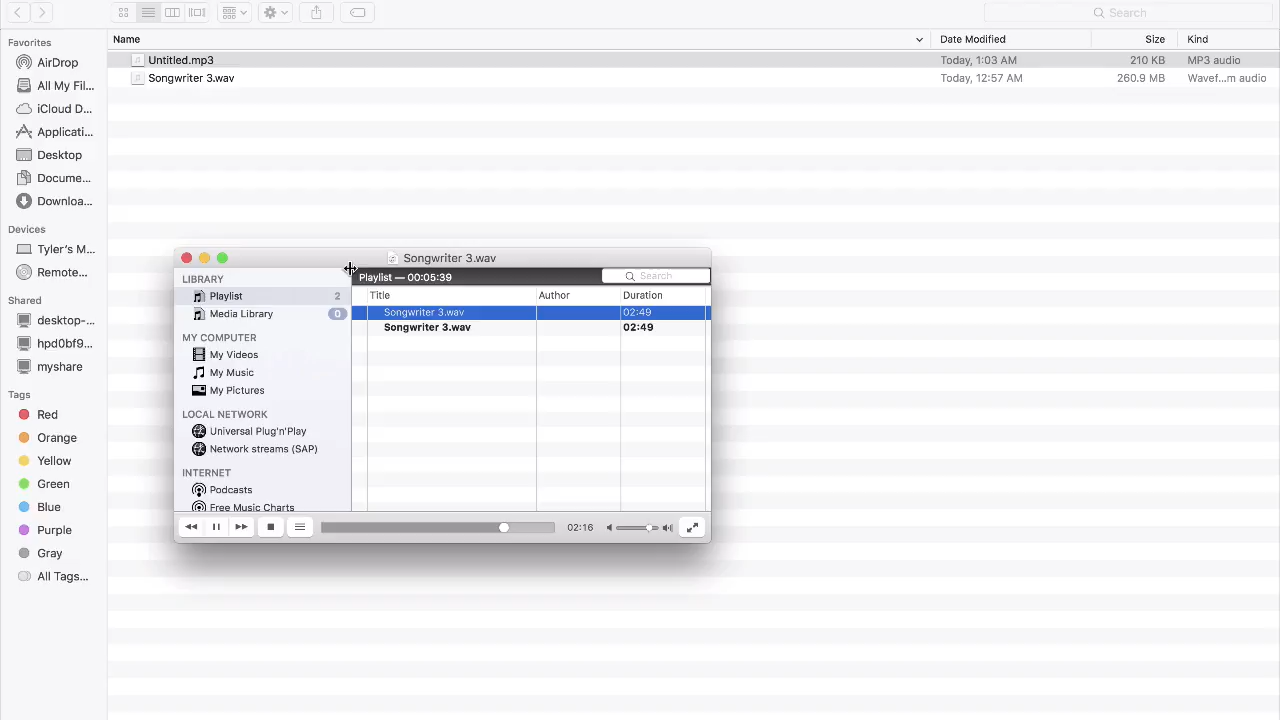 Search
Favorites
AirDrop
All My Fil...
iCloud D...
Applicati...
Desktop
Docume...
Downloa...
Devices
Tyler's M...
Remote...
Shared
desktop-...
hpd0bf9...
myshare
Tags
Red
Orange
Yellow
Green
Blue
Purple
Gray
All Tags...
Name Date Modified Size Kind
Untitled.mp3 Today, 1:03 AM 210 KB MP3 audio
Songwriter 3.wav Today, 12:57 AM 260.9 MB Wavef...m audio
Songwriter 3.wav
LIBRARY
Playlist 2
Media Library 0
MY COMPUTER
My Videos
My Music
My Pictures
LOCAL NETWORK
Universal Plug'n'Play
Network streams (SAP)
INTERNET
Podcasts
Free Music Charts
Playlist — 00:05:39 Search
Title Author Duration
Songwriter 3.wav 02:49
Songwriter 3.wav 02:49
02:16